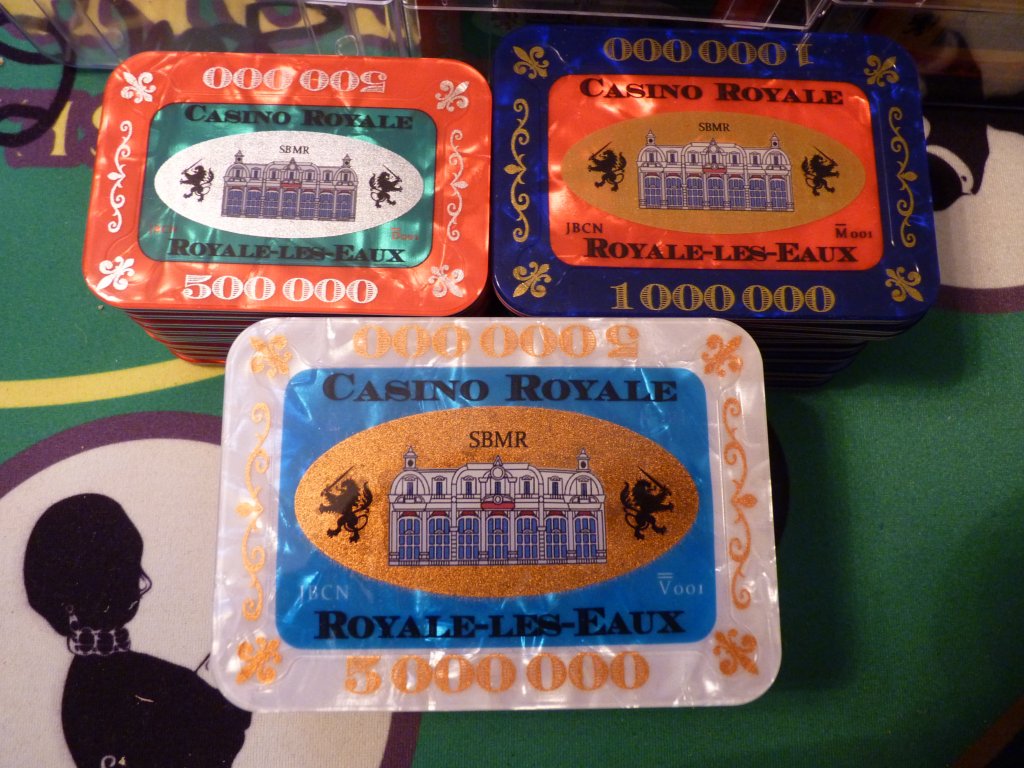 500 000
CASINO ROYALE
SBMR
JBCN
B001
ROYALE-LES-EAUX
500 000
1 000 000
CASINO ROYALE
SBMR
JBCN
M001
ROYALE-LES-EAUX
1 000 000
5 000 000
CASINO ROYALE
SBMR
JBCN
V001
ROYALE-LES-EAUX
5 000 000